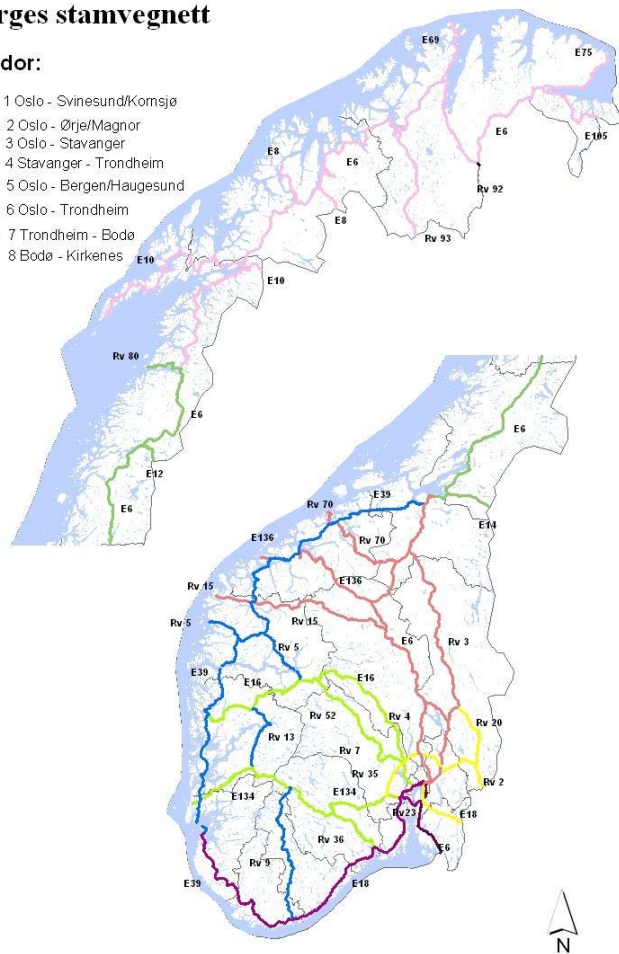 rges stamvegnett
dor:
1 Oslo - Svinesund/Kornsjø
2 Oslo - Ørje/Magnor
3 Oslo - Stavanger
4 Stavanger - Trondheim
5 Oslo - Bergen/Haugesund
6 Oslo - Trondheim
7 Trondheim - Bodø
8 Bodø - Kirkenes
E69
E75
E6
E105
E8
E6
Rv 92
E8
Rv 93
E10
E10
Rv 80
E6
E12
E6
E6
E39
Rv 70
E14
Rv 70
E136
E136
Rv 15
Rv 15
Rv 5
E6
Rv 3
Rv 5
E39
E16
E16
Rv 52
Rv 4
Rv 20
Rv 13
Rv 7
Rv 35
Rv 2
E134
E134
Rv23
E18
Rv 36
E6
Rv 9
E39
E18
N